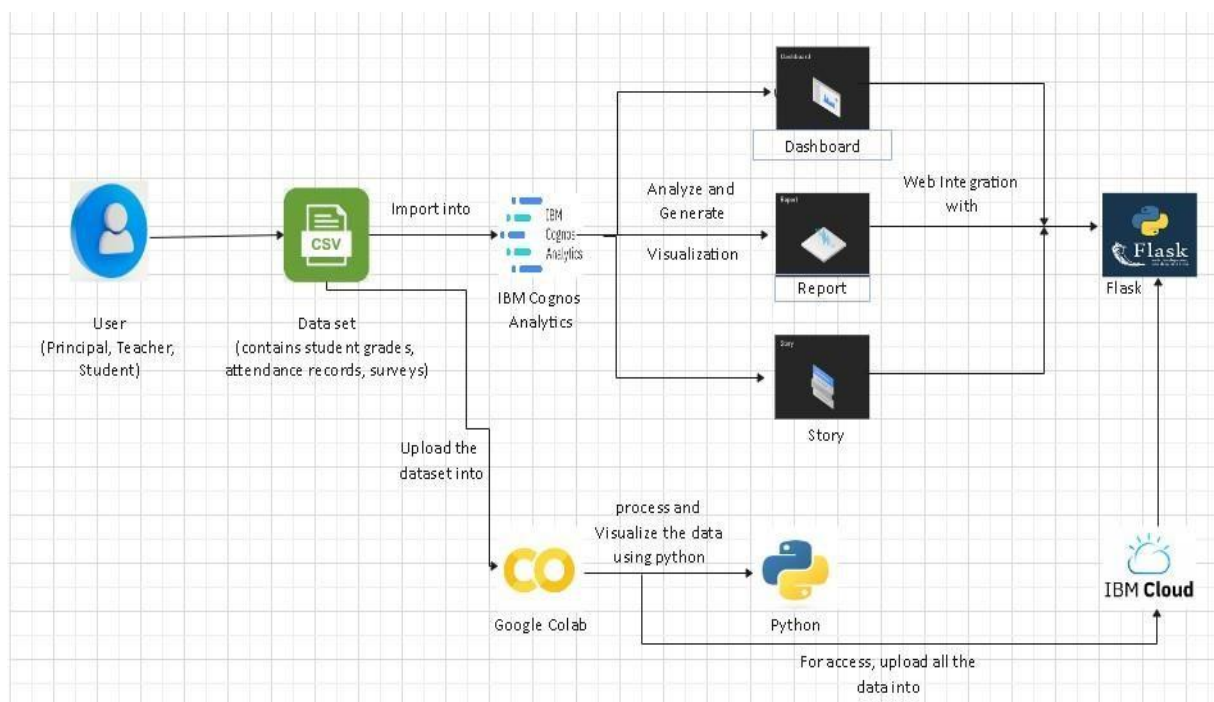 Dashboard
Dashboard
Analyze and
Generate
Visualization
Web Integration
with
Import into
CSV
IBM
Cognos
Analytics
Report
Report
Flask
Flask
IBM Cognos
Analytics
User
(Principal, Teacher,
Student)
Data set
(contains student grades,
attendance records, surveys)
Story
Story
Upload the
dataset into
process and
Visualize the data
using python
Google Colab
Python
IBM Cloud
For access, upload all the
data into